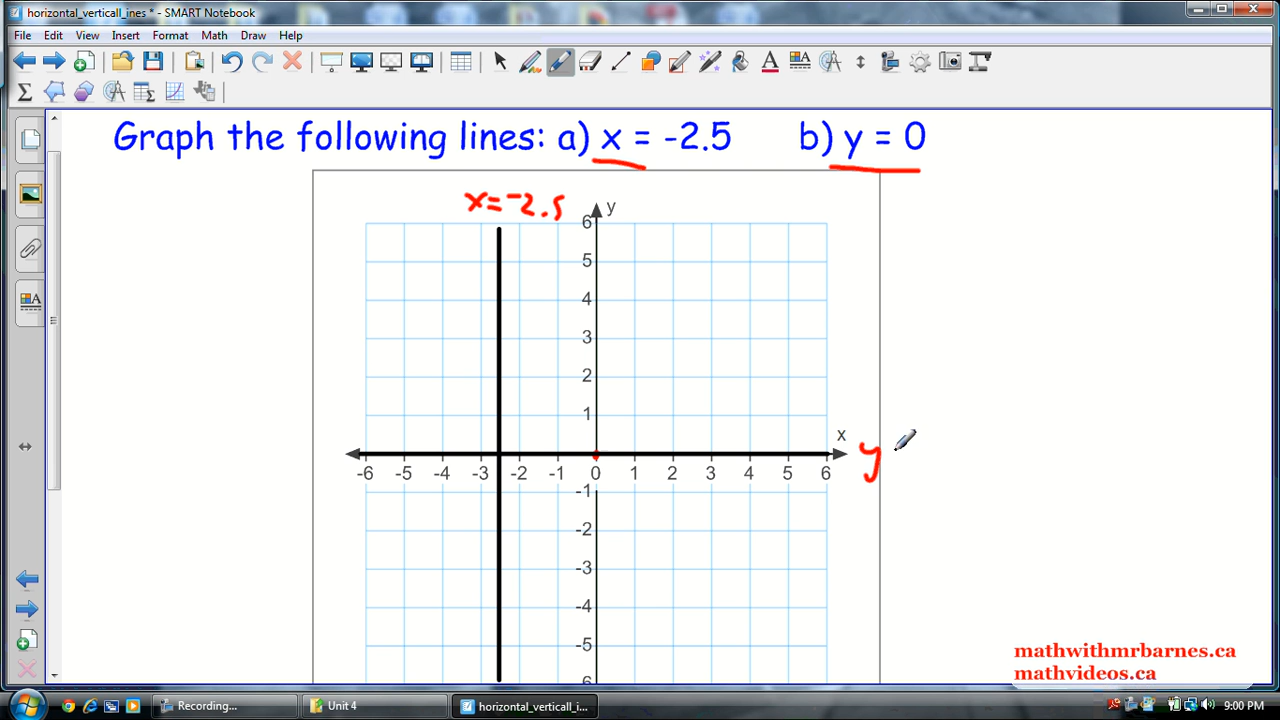 horizontal_verticall_ines * - SMART Notebook
File Edit View Insert Format Math Draw Help
Graph the following lines: a) x = -2.5 b) y = 0
x=-2.5
y
6
5
4
3
2
1
x
y
-6 -5 -4 -3 -2 -1 0 1 2 3 4 5 6
-1
-2
-3
-4
-5
6
mathwithmrbarnes.ca
mathvideos.ca
Recording... Unit 4 horizontal_verticall_i... 9:00 PM